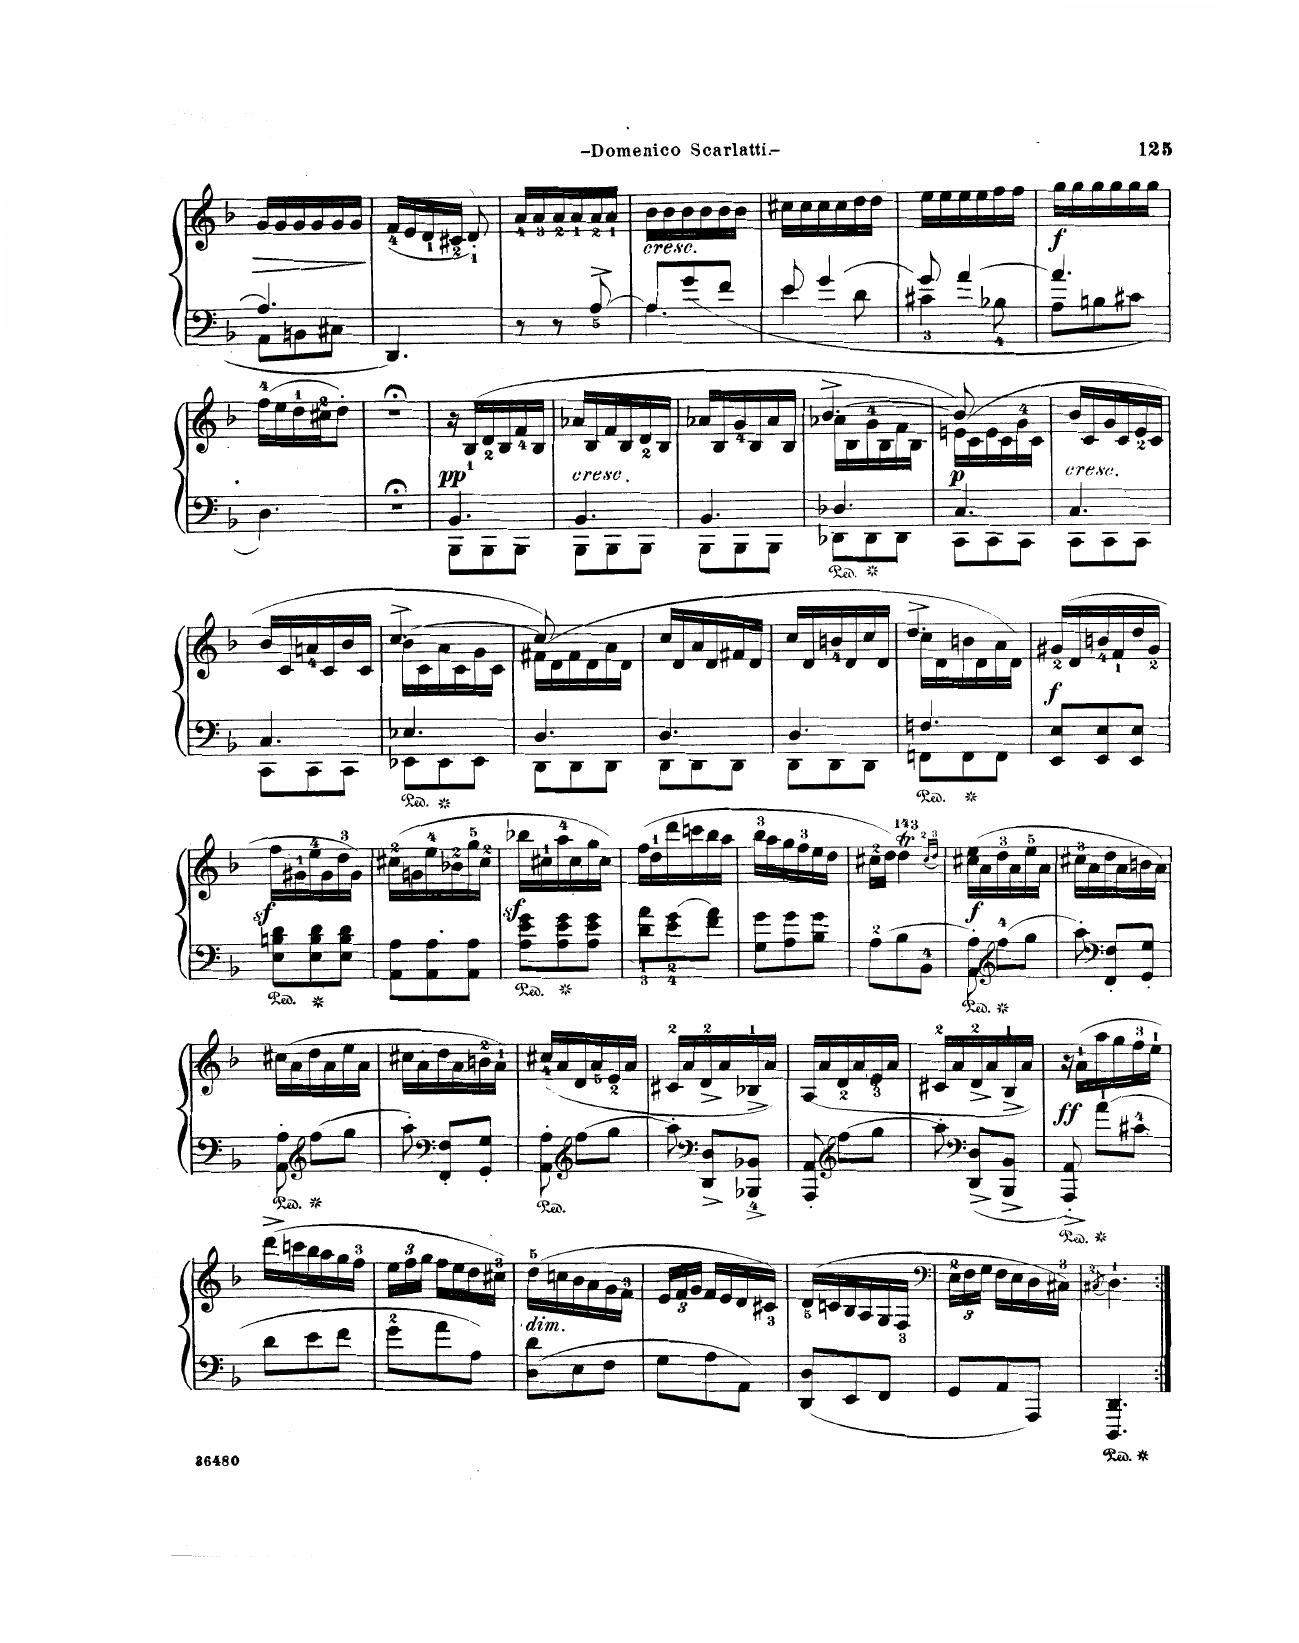 -Domenico Scarlatti.-
125
cresc.
f
pp
cresc.
p
cresc.
Ped. *
f
Ped. * Ped. *
sf
sf
f
Ped. * Ped. * Ped. *
ff
Ped. * Ped. Ped. *
dim.
Ped. *
36480